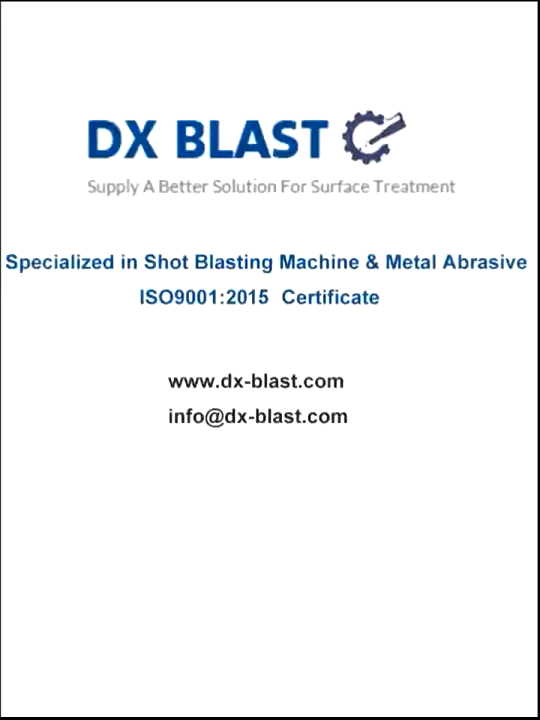 DX BLAST
Supply A Better Solution For Surface Treatment
Specialized in Shot Blasting Machine & Metal Abrasive
ISO9001:2015 Certificate
www.dx-blast.com
info@dx-blast.com